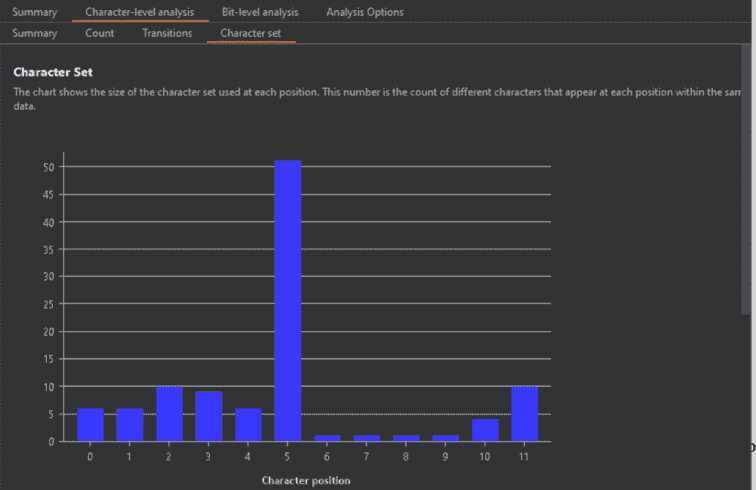 Summary Character-level analysis Bit-level analysis Analysis Options
Summary Count Transitions Character set
Character Set
The chart shows the size of the character set used at each position. This number is the count of different characters that appear at each position within the sam
data.
50
45
40
35
30
25
20
15
10
5
0
0 1 2 3 4 5 6 7 8 9 10 11
Character position